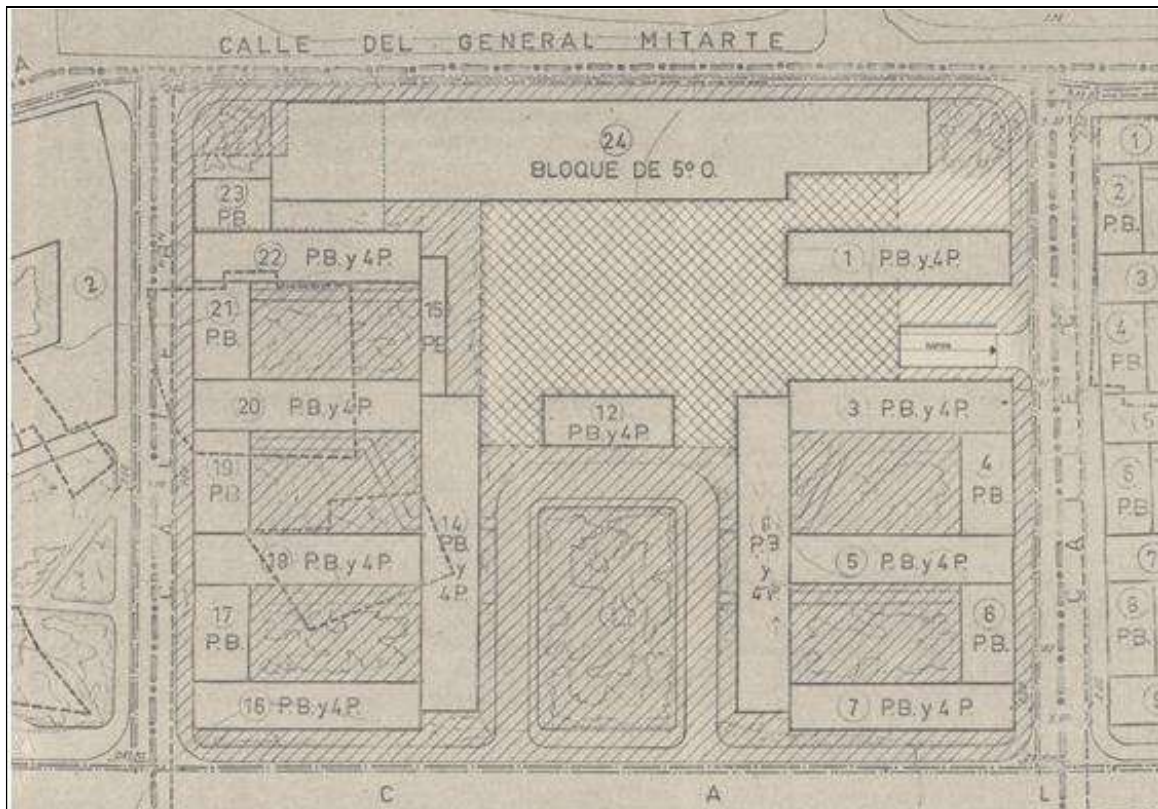 CALLE DEL GENERAL MITARTE
A
24
BLOQUE DE 5º O.
23
P.B.
22 P.B. y 4 P.
1 P.B. y 4 P.
21
P.B.
15
P.B
20 P.B. y 4 P.
12
P.B. y 4 P.
3 P.B. y 4 P.
19
P.B
4
P.B
14
P.B.
y
4 P.
P.B
y
4 P.
18 P.B. y 4 P.
5 P.B. y 4 P.
17
P.B.
6
P.B.
16 P.B. y 4 P.
7 P.B. y 4 P.
2
1
2
P.B.
3
4
P.B.
5
6
P.B.
7
8
P.B.
CALLE
C A L